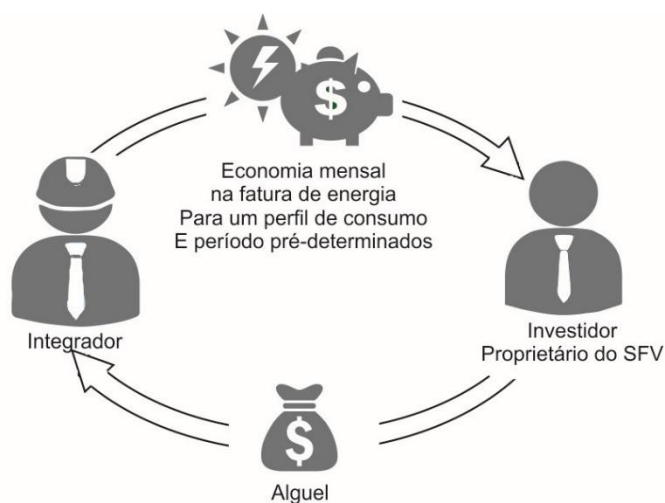 $
Economia mensal
na fatura de energia
Para um perfil de consumo
E período pré-determinados
Integrador
Investidor
Proprietário do SFV
$
Alguel